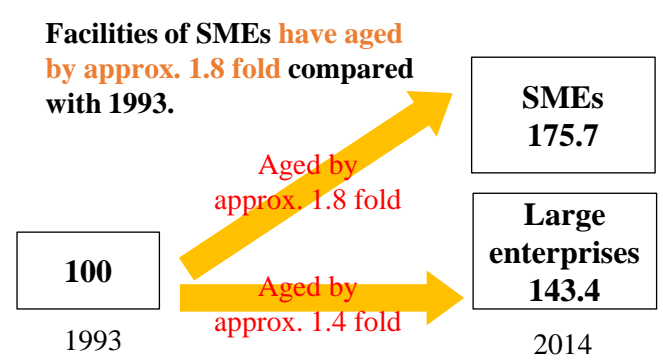 Facilities of SMEs have aged
by approx. 1.8 fold compared
with 1993.
SMEs
175.7
Aged by
approx. 1.8 fold
Large
enterprises
143.4
100
Aged by
approx. 1.4 fold
1993
2014